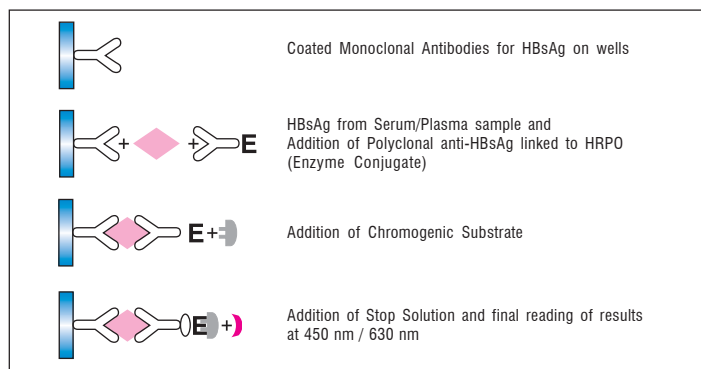 Coated Monoclonal Antibodies for HBsAg on wells
+ + E
HBsAg from Serum/Plasma sample and
Addition of Polyclonal anti-HBsAg linked to HRPO
(Enzyme Conjugate)
E +
Addition of Chromogenic Substrate
E +
Addition of Stop Solution and final reading of results
at 450 nm / 630 nm